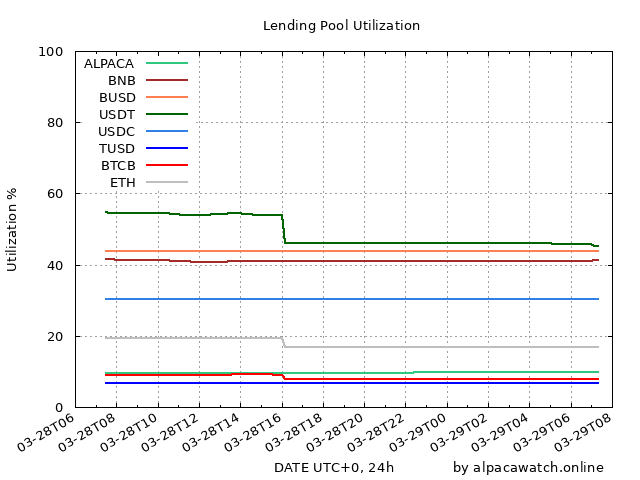 Lending Pool Utilization
100
80
60
40
20
0
Utilization %
ALPACA
BNB
BUSD
USDT
USDC
TUSD
BTCB
ETH
03-28T06
03-28T08
03-28T10
03-28T12
03-28T14
03-28T16
03-28T18
03-28T20
03-28T22
03-29T00
03-29T02
03-29T04
03-29T06
03-29T08
DATE UTC+0, 24h
by alpacawatch.online